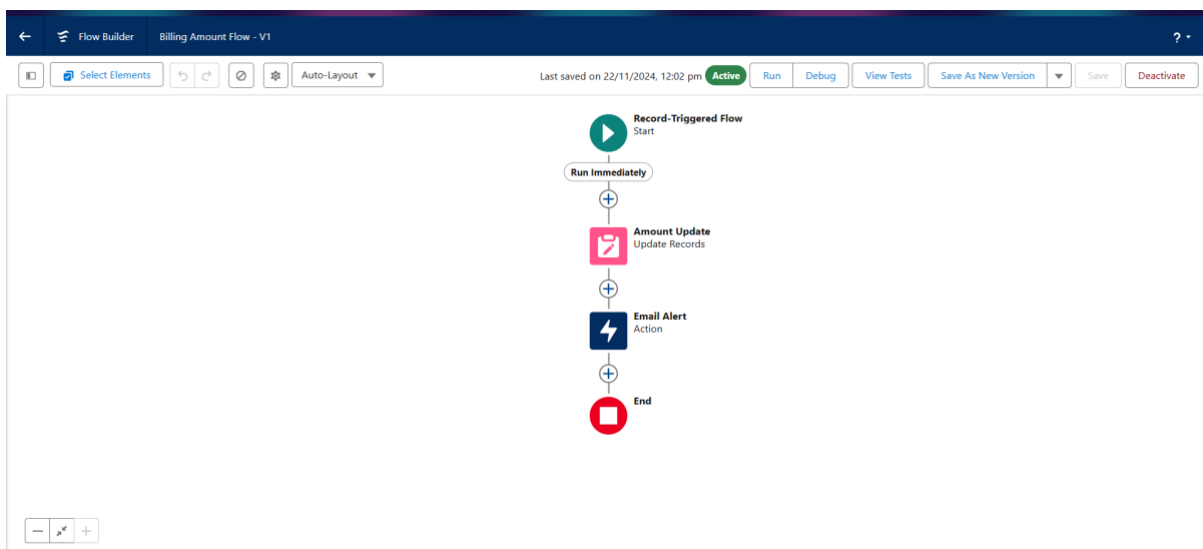 Flow Builder
Billing Amount Flow - V1
?
Select Elements
Auto-Layout
Last saved on 22/11/2024, 12:02 pm
Active
Run
Debug
View Tests
Save As New Version
Save
Deactivate
Record-Triggered Flow
Start
Run Immediately
Amount Update
Update Records
Email Alert
Action
End